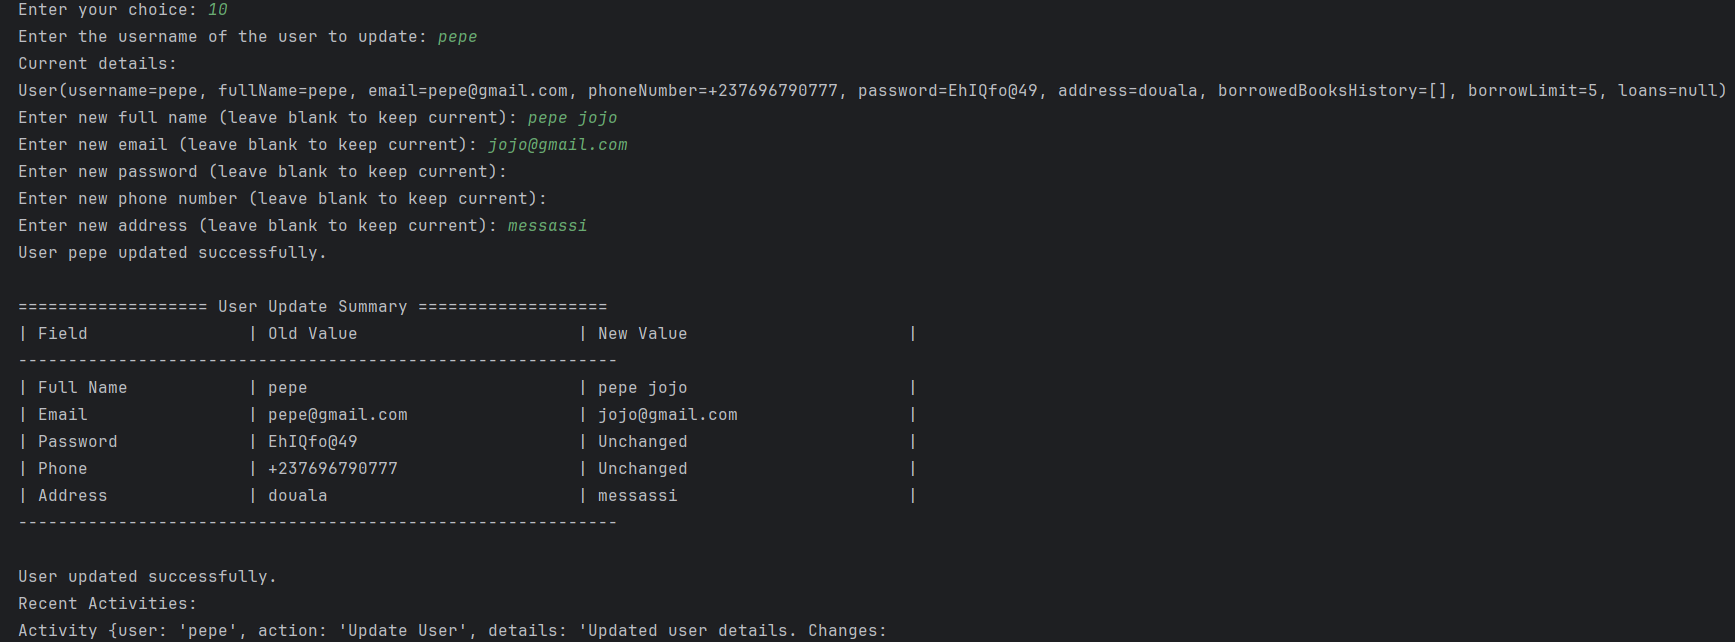 Enter your choice: 10
Enter the username of the user to update: pepe
Current details:
User(username=pepe, fullName=pepe, email=pepe@gmail.com, phoneNumber=+237696790777, password=EhIQfo@49, address=douala, borrowedBooksHistory=[], borrowLimit=5, loans=null)
Enter new full name (leave blank to keep current): pepe jojo
Enter new email (leave blank to keep current): jojo@gmail.com
Enter new password (leave blank to keep current):
Enter new phone number (leave blank to keep current):
Enter new address (leave blank to keep current): messassi
User pepe updated successfully.
=================== User Update Summary ===================
| Field                | Old Value                      | New Value                      |
------------------------------------------------------------
| Full Name            | pepe                           | pepe jojo                      |
| Email                | pepe@gmail.com                 | jojo@gmail.com                 |
| Password             | EhIQfo@49                      | Unchanged                      |
| Phone                | +237696790777                  | Unchanged                      |
| Address              | douala                         | messassi                       |
------------------------------------------------------------
User updated successfully.
Recent Activities:
Activity {user: 'pepe', action: 'Update User', details: 'Updated user details. Changes: